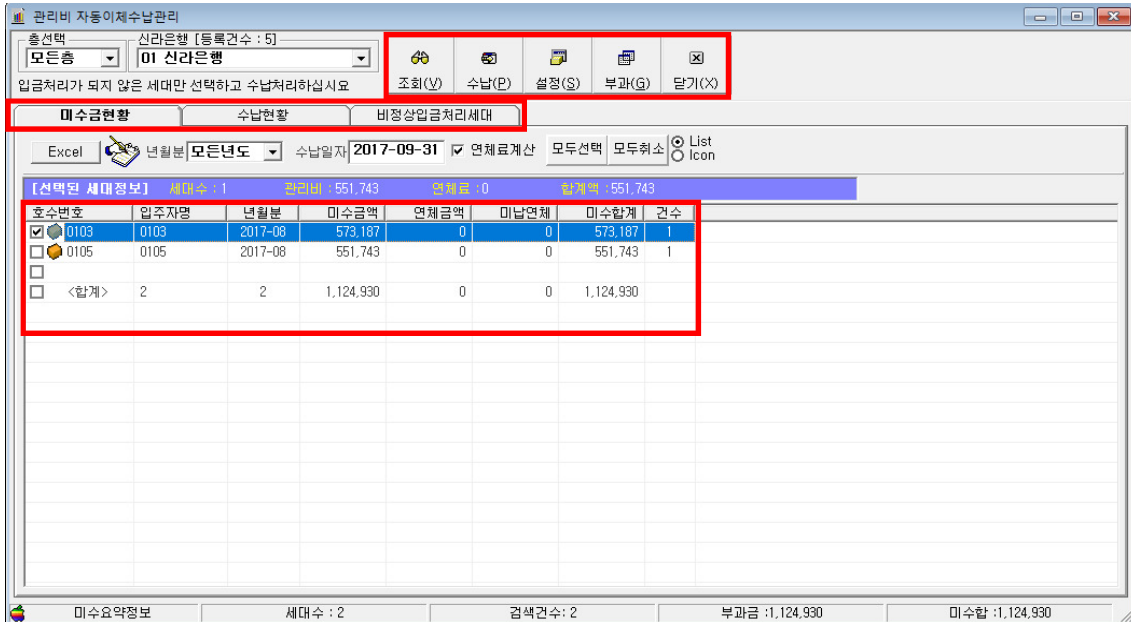 관리비 자동이체수납관리
층선택 신라은행 [등록건수 : 5]
모든층 01 신라은행
조회(V) 수납(P) 설정(S) 부과(G) 닫기(X)
입금처리가 되지 않은 세대만 선택하고 수납처리하십시요
미수금현황 수납현황 비정상입금처리세대
Excel 년월분 모든년도 수납일자 2017-09-31 연체료계산 모두선택 모두취소 List
Icon
[선택된 세대정보] 세대수 : 1 관리비 : 551,743 연체료 : 0 합계액 : 551,743
호수번호 입주자명 년월분 미수금액 연체금액 미납연체 미수합계 건수
0103 0103 2017-08 573,187 0 0 573,187 1
0105 0105 2017-08 551,743 0 0 551,743 1
<합계> 2 2 1,124,930 0 0 1,124,930
미수요약정보 세대수 : 2 검색건수: 2 부과금 :1,124,930 미수합 :1,124,930